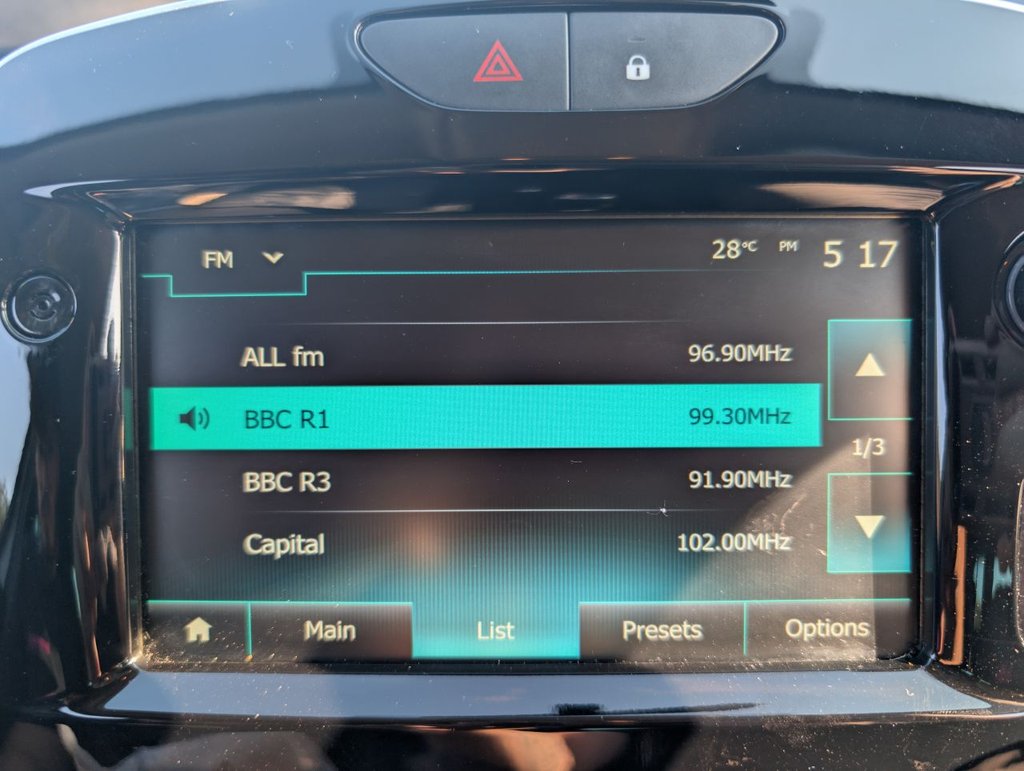 FM 28°C PM 5 17
ALL fm 96.90MHz
BBC R1 99.30MHz
1/3
BBC R3 91.90MHz
Capital 102.00MHz
Main List Presets Options